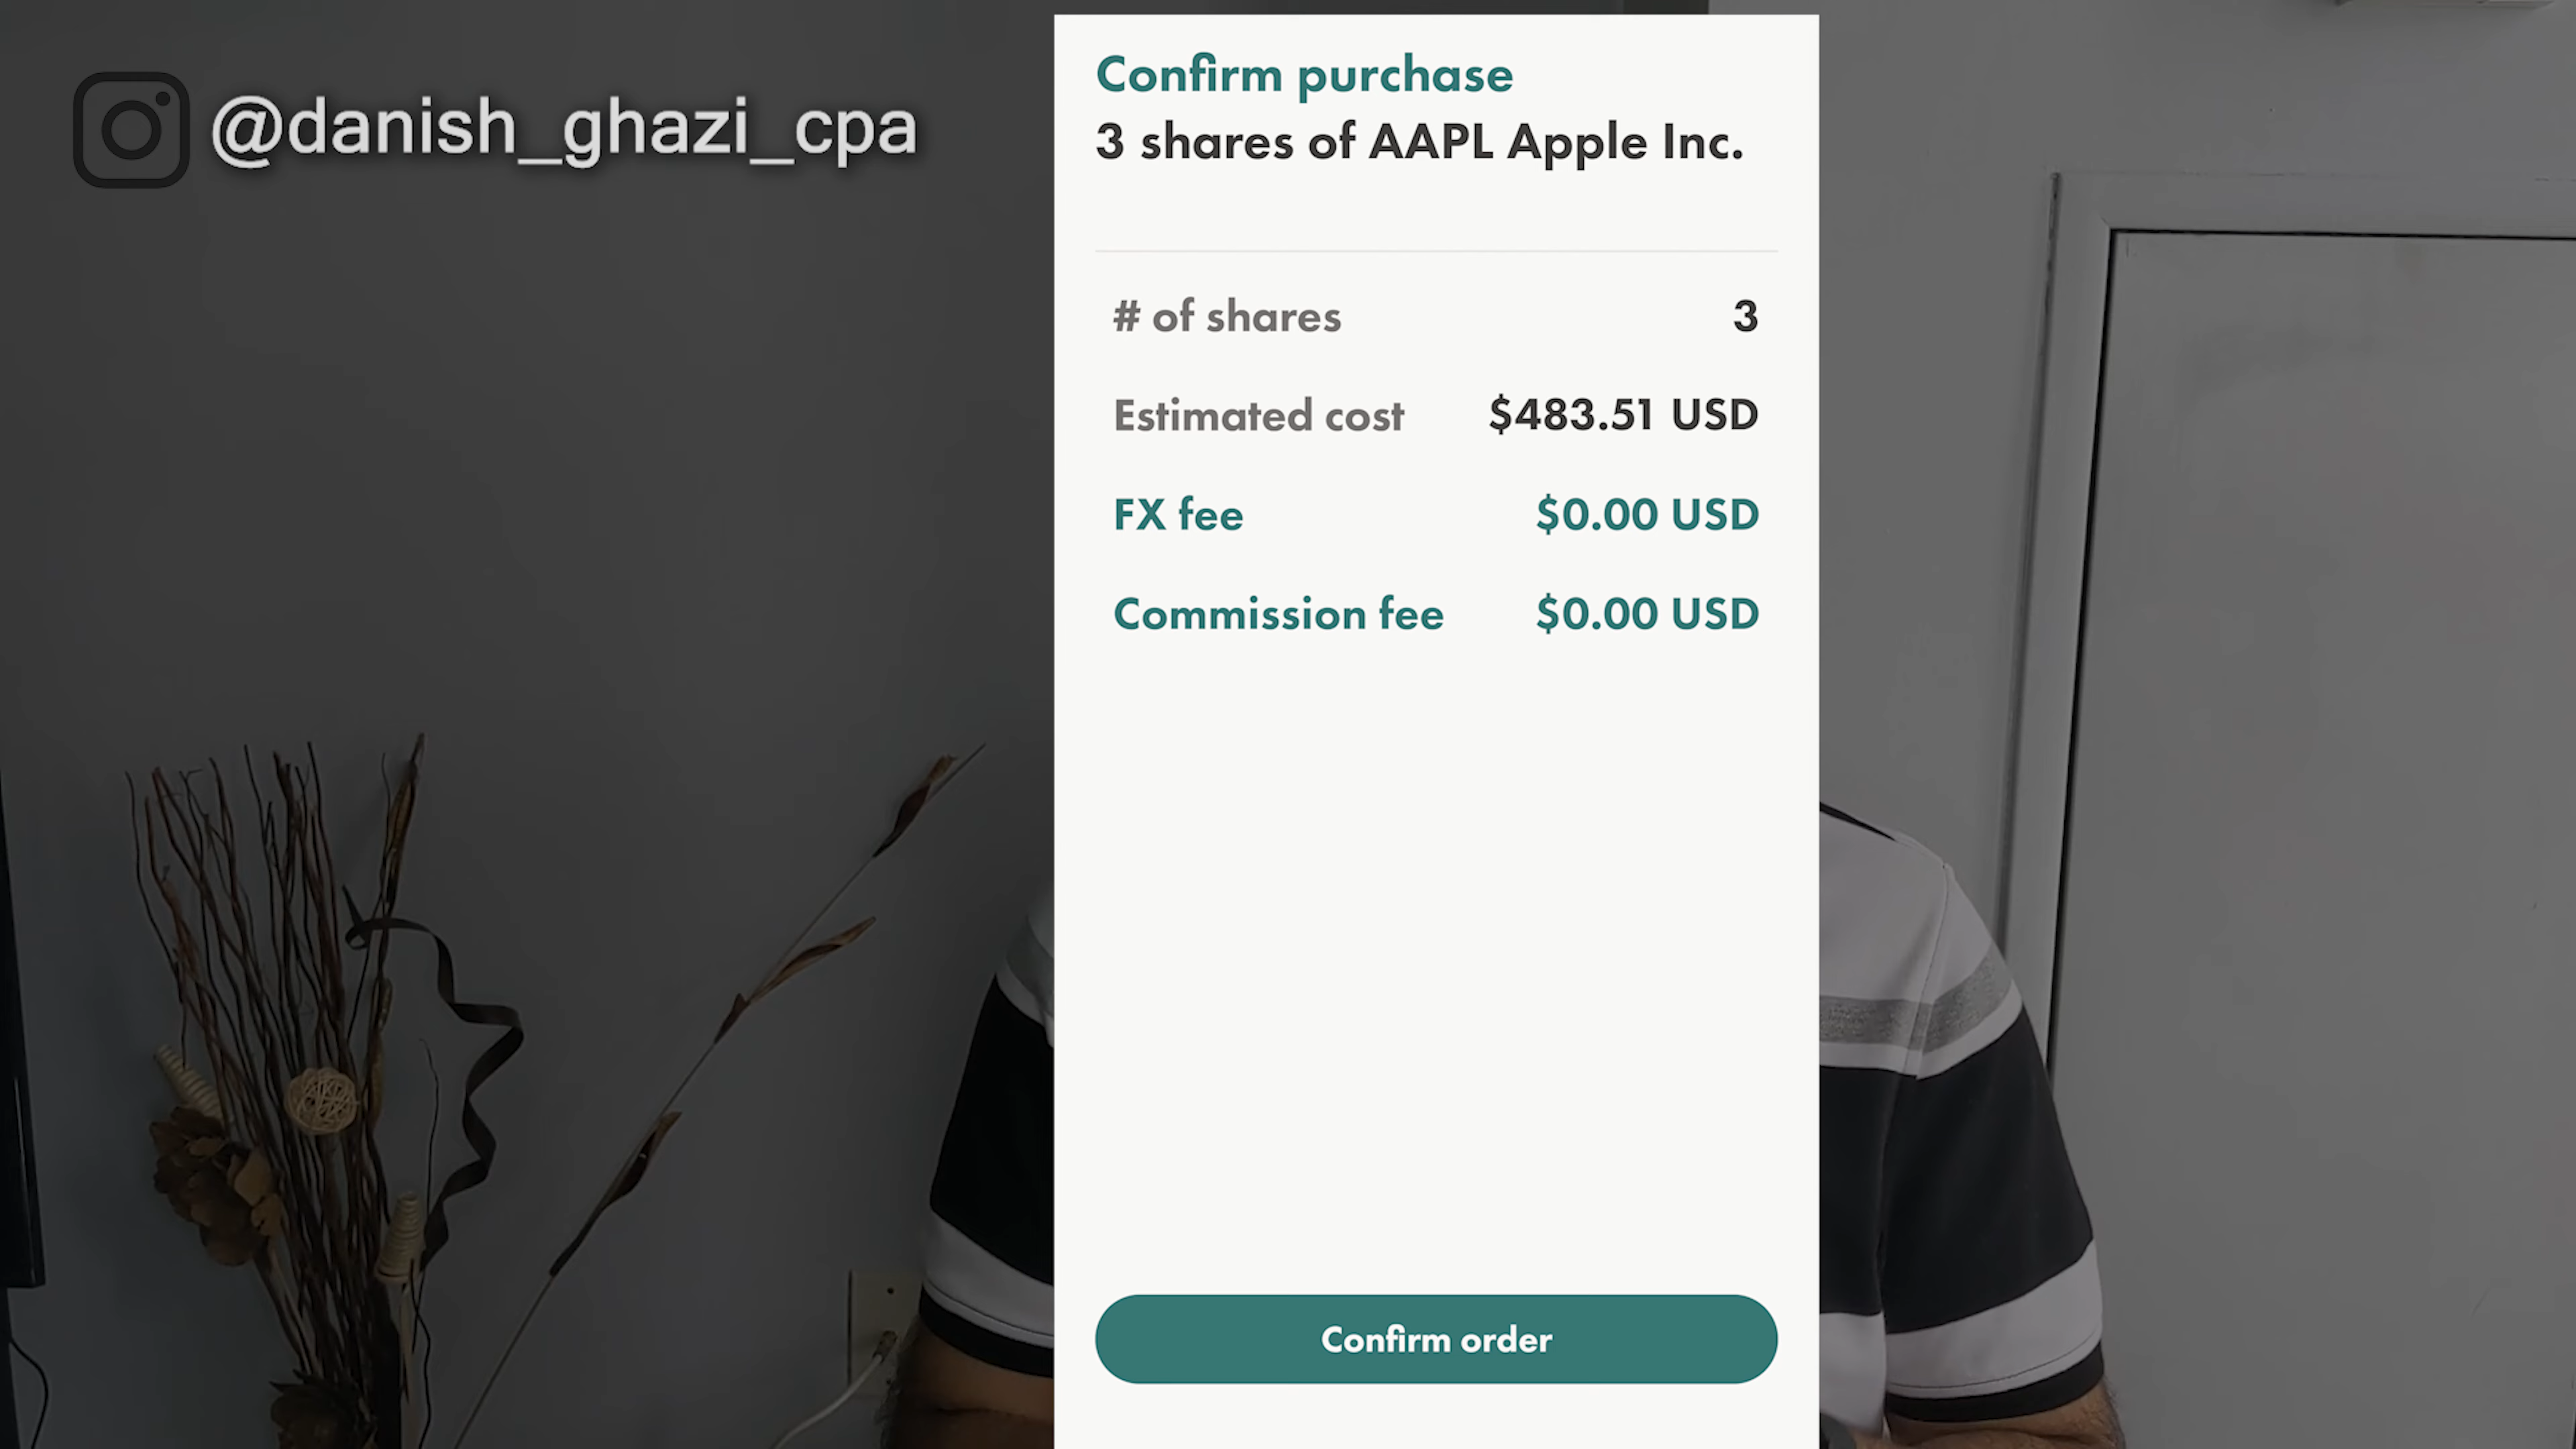 @danish_ghazi_cpa
Confirm purchase
3 shares of AAPL Apple Inc.
# of shares 3
Estimated cost $483.51 USD
FX fee $0.00 USD
Commission fee $0.00 USD
Confirm order